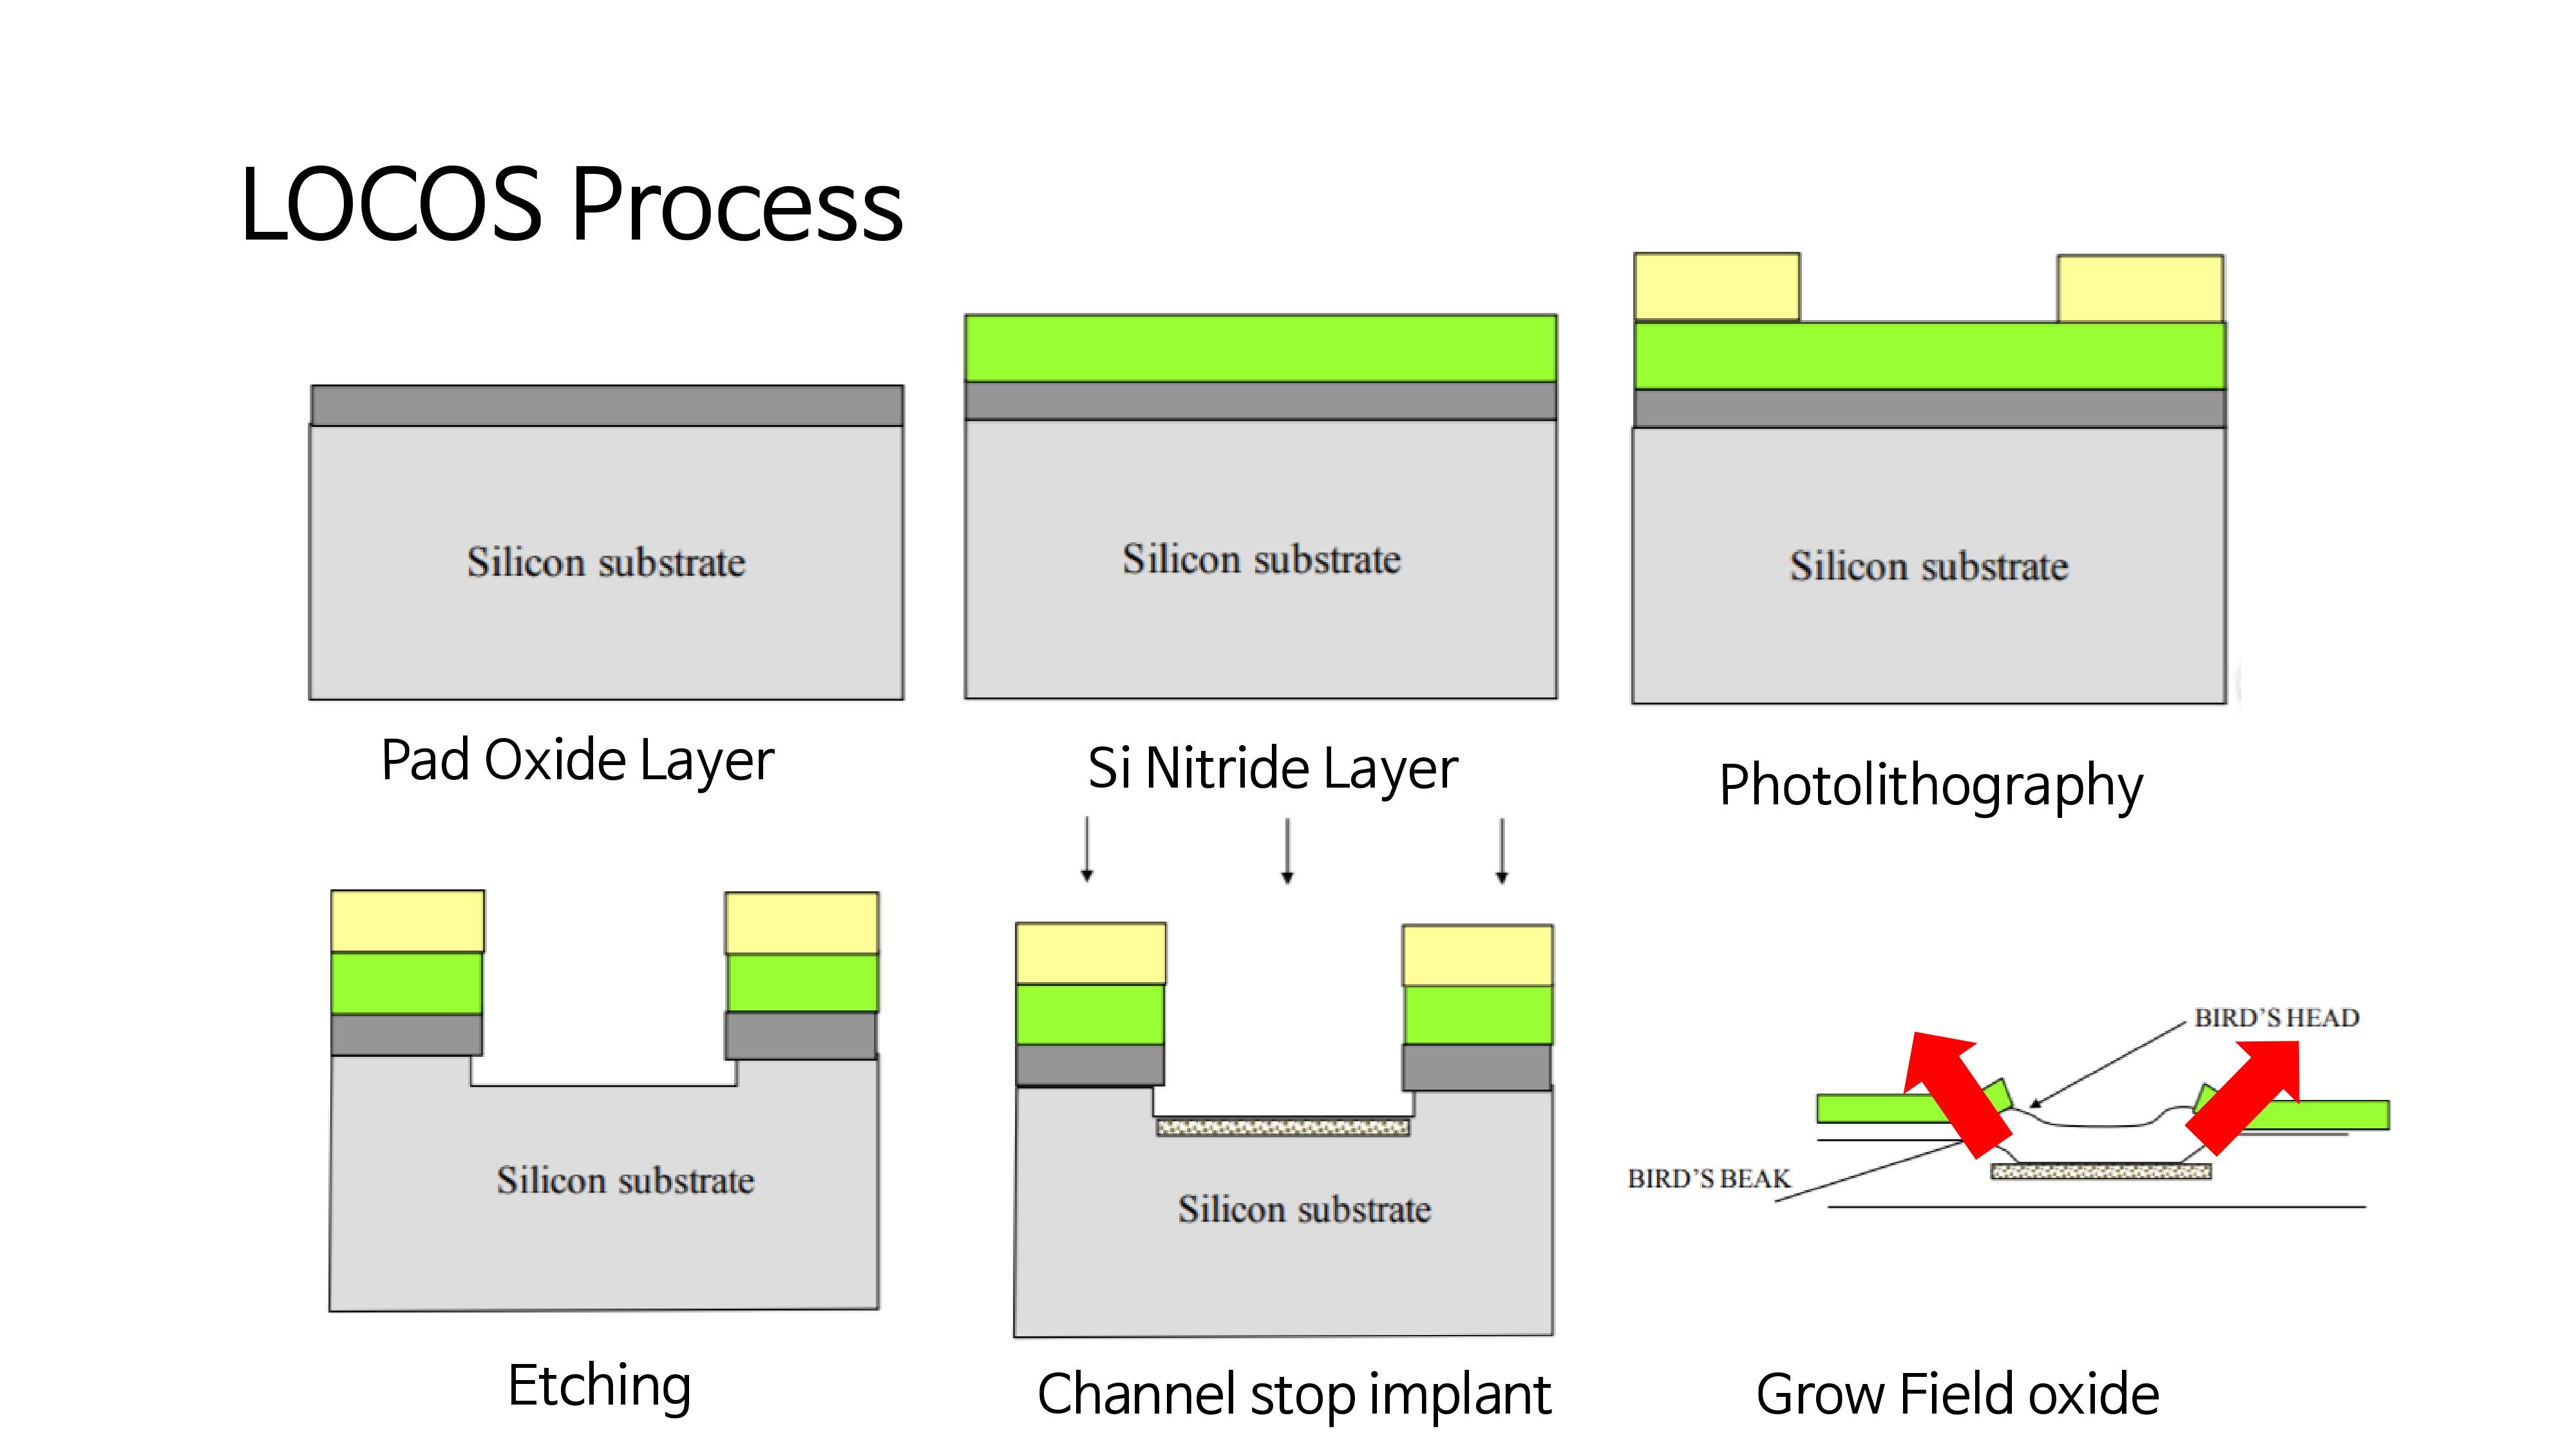 LOCOS Process
Silicon substrate
Silicon substrate
Silicon substrate
Pad Oxide Layer
Si Nitride Layer
Photolithography
BIRD'S HEAD
BIRD'S BEAK
Silicon substrate
Silicon substrate
Etching
Channel stop implant
Grow Field oxide